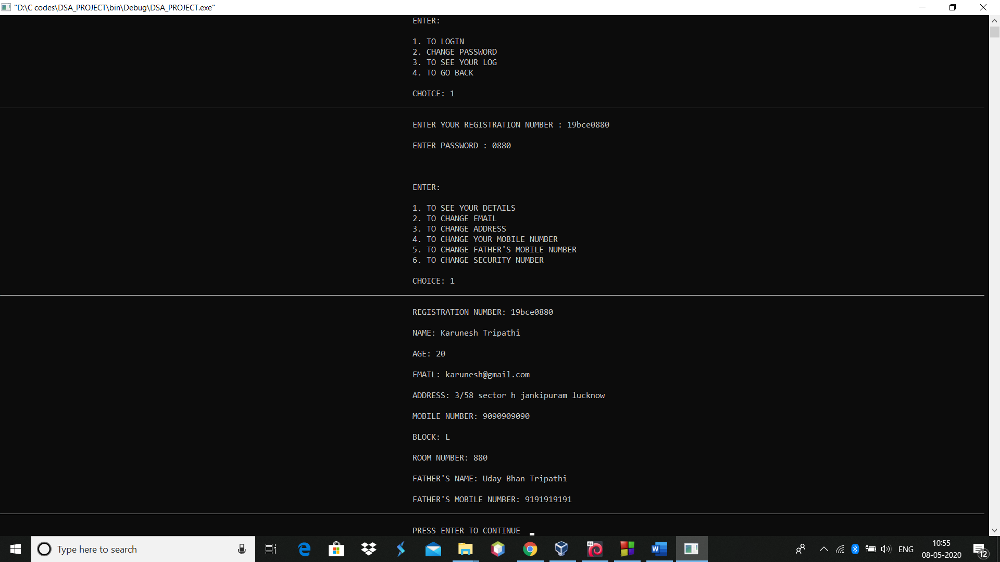 "D:\C codes\DSA_PROJECT\bin\Debug\DSA_PROJECT.exe"
ENTER:
1. TO LOGIN
2. CHANGE PASSWORD
3. TO SEE YOUR LOG
4. TO GO BACK
CHOICE: 1
ENTER YOUR REGISTRATION NUMBER : 19bce0880
ENTER PASSWORD : 0880
ENTER:
1. TO SEE YOUR DETAILS
2. TO CHANGE EMAIL
3. TO CHANGE ADDRESS
4. TO CHANGE YOUR MOBILE NUMBER
5. TO CHANGE FATHER'S MOBILE NUMBER
6. TO CHANGE SECURITY NUMBER
CHOICE: 1
REGISTRATION NUMBER: 19bce0880
NAME: Karunesh Tripathi
AGE: 20
EMAIL: karunesh@gmail.com
ADDRESS: 3/58 sector h jankipuram lucknow
MOBILE NUMBER: 9090909090
BLOCK: L
ROOM NUMBER: 880
FATHER'S NAME: Uday Bhan Tripathi
FATHER'S MOBILE NUMBER: 9191919191
PRESS ENTER TO CONTINUE
Type here to search
64
W
ENG
10:55
08-05-2020
12